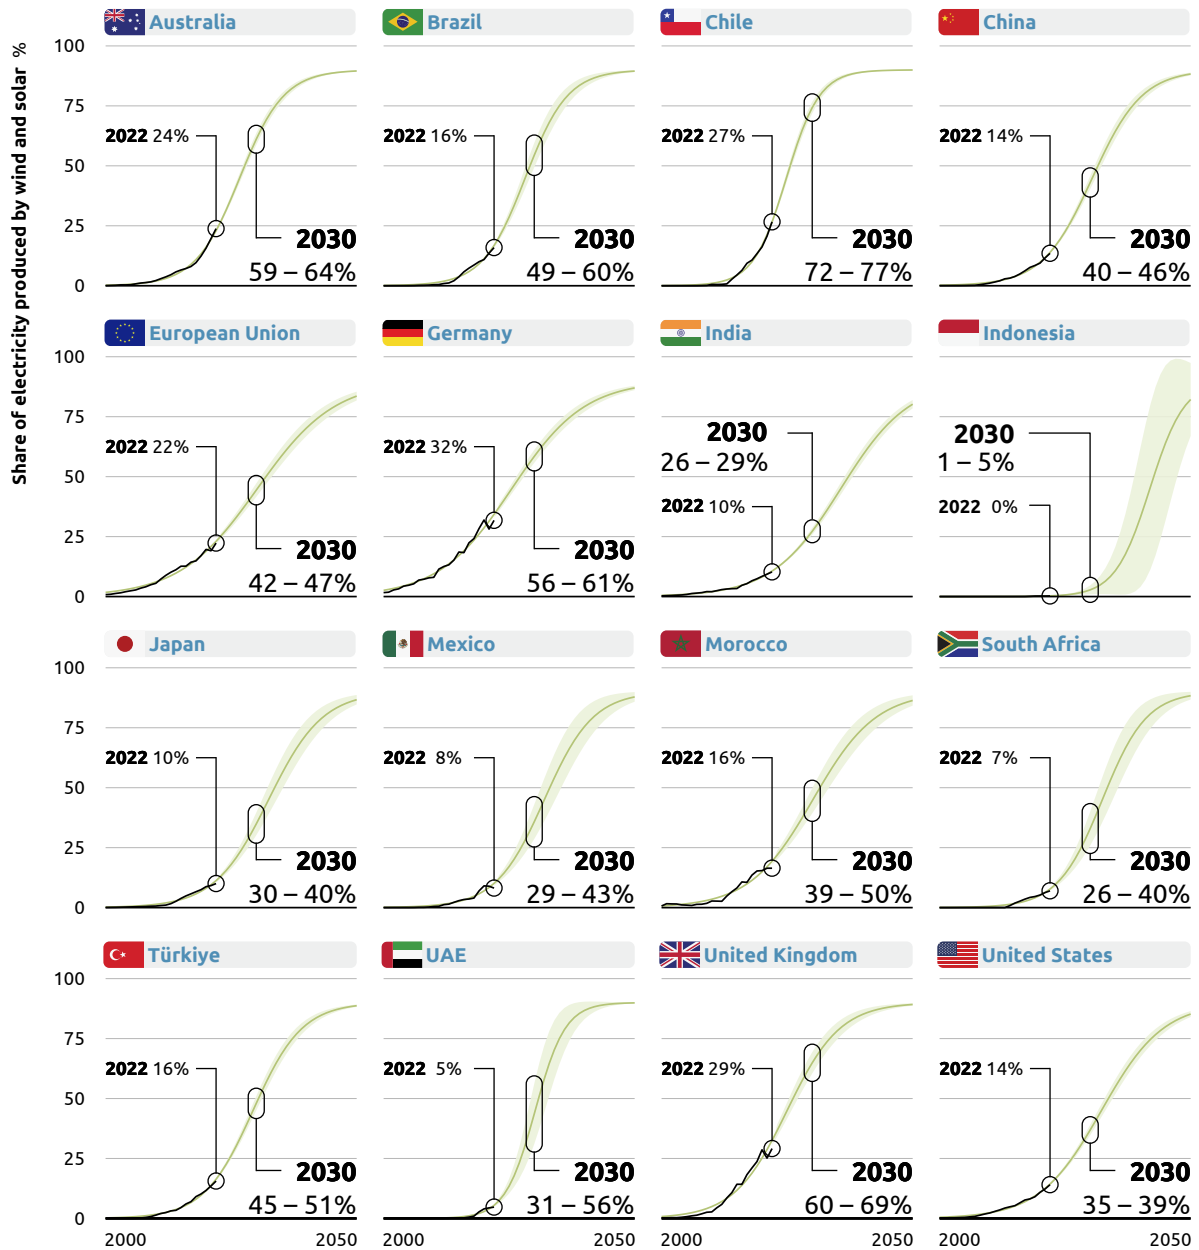 Share of electricity produced by wind and solar %
Australia
Brazil
Chile
China
100
75
50
25
0
2022 24%
2030
59 – 64%
2022 16%
2030
49 – 60%
2022 27%
2030
72 – 77%
2022 14%
2030
40 – 46%
European Union
Germany
India
Indonesia
100
75
50
25
0
2022 22%
2030
42 – 47%
2022 32%
2030
56 – 61%
2030
26 – 29%
2022 10%
2030
1 – 5%
2022 0%
Japan
Mexico
Morocco
South Africa
100
75
50
25
0
2022 10%
2030
30 – 40%
2022 8%
2030
29 – 43%
2022 16%
2030
39 – 50%
2022 7%
2030
26 – 40%
Türkiye
UAE
United Kingdom
United States
100
75
50
25
0
2022 16%
2030
45 – 51%
2022 5%
2030
31 – 56%
2022 29%
2030
60 – 69%
2022 14%
2030
35 – 39%
2000 2050
2000 2050
2000 2050
2000 2050